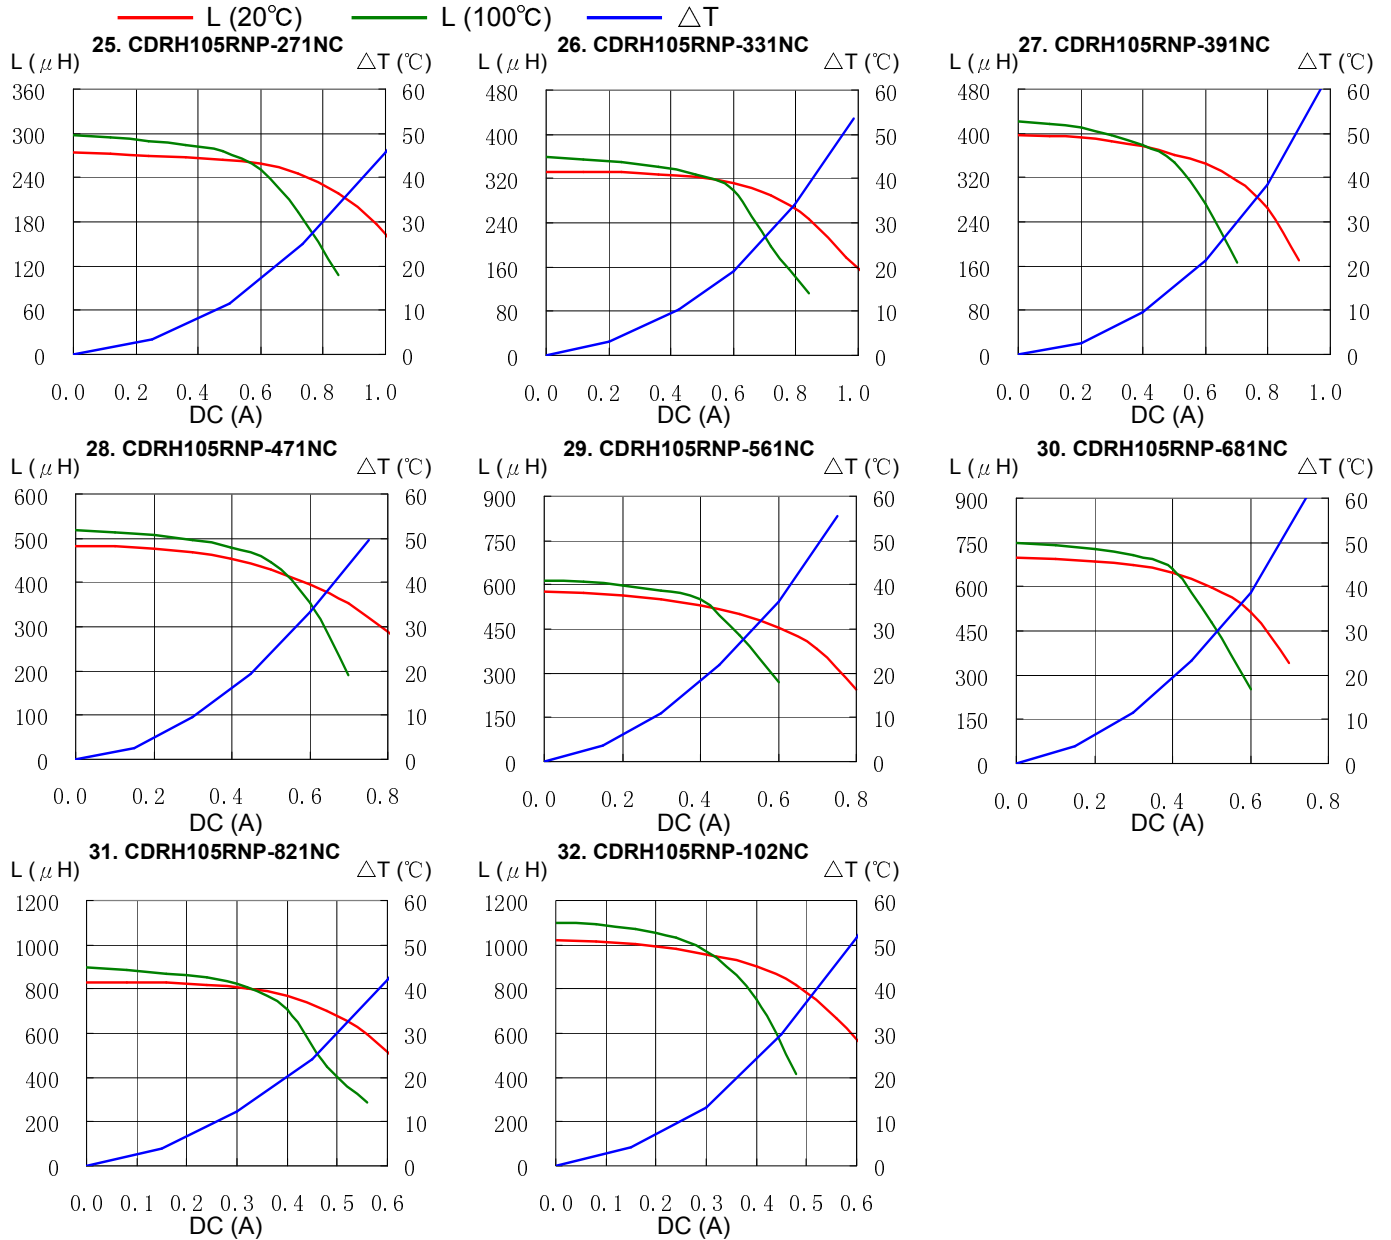 L (20℃) L (100℃) △T
25. CDRH105RNP-271NC 26. CDRH105RNP-331NC 27. CDRH105RNP-391NC
L (μH) △T (℃) L (μH) △T (℃) L (μH) △T (℃)
360 60 480 60 480 60
300 50 400 50 400 50
240 40 320 40 320 40
180 30 240 30 240 30
120 20 160 20 160 20
60 10 80 10 80 10
0 0 0 0 0 0
0.0 0.2 0.4 0.6 0.8 1.0 0.0 0.2 0.4 0.6 0.8 1.0 0.0 0.2 0.4 0.6 0.8 1.0
DC (A) DC (A) DC (A)
28. CDRH105RNP-471NC 29. CDRH105RNP-561NC 30. CDRH105RNP-681NC
L (μH) △T (℃) L (μH) △T (℃) L (μH) △T (℃)
600 60 900 60 900 60
500 50 750 50 750 50
400 40 600 40 600 40
300 30 450 30 450 30
200 20 300 20 300 20
100 10 150 10 150 10
0 0 0 0 0 0
0.0 0.2 0.4 0.6 0.8 0.0 0.2 0.4 0.6 0.8 0.0 0.2 0.4 0.6 0.8
DC (A) DC (A) DC (A)
31. CDRH105RNP-821NC 32. CDRH105RNP-102NC
L (μH) △T (℃) L (μH) △T (℃)
1200 60 1200 60
1000 50 1000 50
800 40 800 40
600 30 600 30
400 20 400 20
200 10 200 10
0 0 0 0
0.0 0.1 0.2 0.3 0.4 0.5 0.6 0.0 0.1 0.2 0.3 0.4 0.5 0.6
DC (A) DC (A)